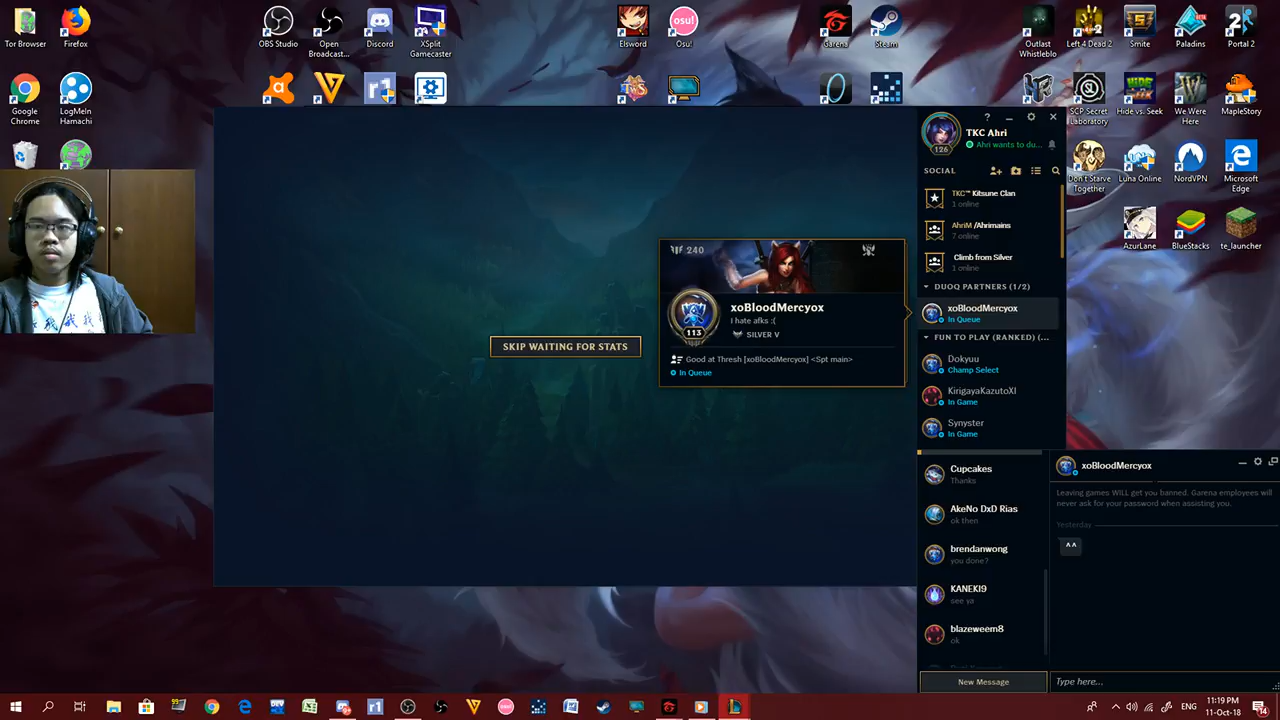 Tor Browser
Firefox
OBS Studio
Open Broadcast...
Discord
XSplit Gamecaster
Elsword
osu!
Osu!
Garena
Steam
Outlast Whistleblo
Left 4 Dead 2
Smite
Paladins
Portal 2
Google Chrome
LogMeIn Hamachi
SCP Secret Laboratory
Hide vs. Seek
We Were Here
MapleStory
Don't Starve Together
Luna Online
NordVPN
Microsoft Edge
AzurLane
BlueStacks
te_launcher
?
TKC Ahri
126
Ahri wants to du...
SOCIAL
TKC™ Kitsune Clan
1 online
AhriM /Ahrimains
7 online
Climb from Silver
1 online
DUOQ PARTNERS (1/2)
xoBloodMercyox
In Queue
FUN TO PLAY (RANKED) (...
Dokyuu
Champ Select
KirigayaKazutoXI
In Game
Synyster
In Game
240
xoBloodMercyox
I hate afks :(
113
SILVER V
Good at Thresh [xoBloodMercyox] <Spt main>
In Queue
SKIP WAITING FOR STATS
Cupcakes
Thanks
AkeNo DxD Rias
ok then
brendanwong
you done?
KANEKI9
see ya
blazeweem8
ok
New Message
xoBloodMercyox
Leaving games WILL get you banned. Garena employees will
never ask for your password when assisting you.
Yesterday
^^
Type here...
ENG
11:19 PM
11-Oct-18
14